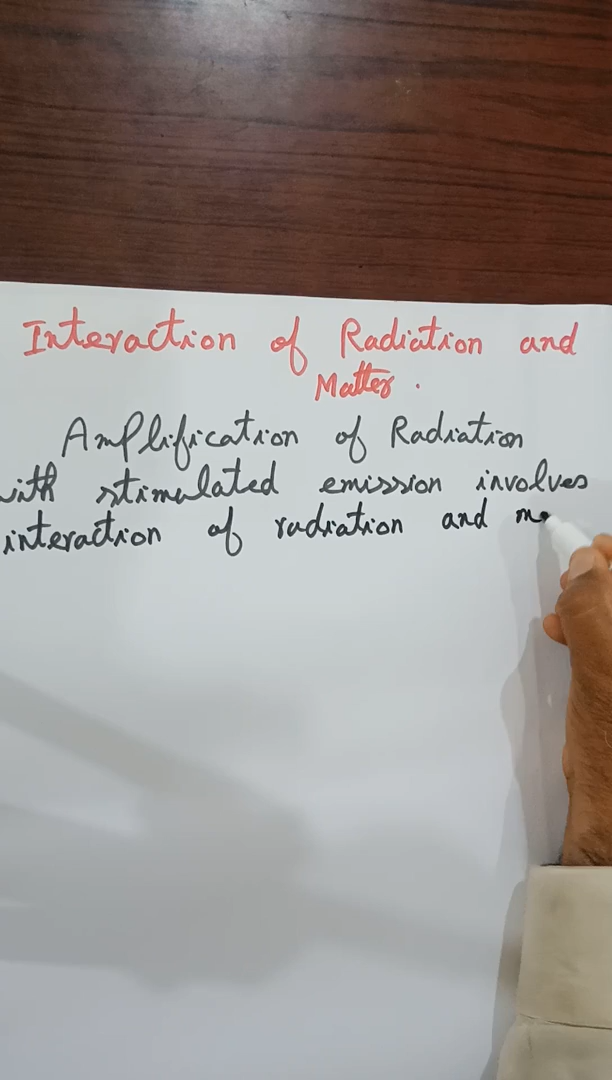 Interaction of Radiation and
Matter.
Amplification of Radiation
with stimulated emission involves
interaction of radiation and m